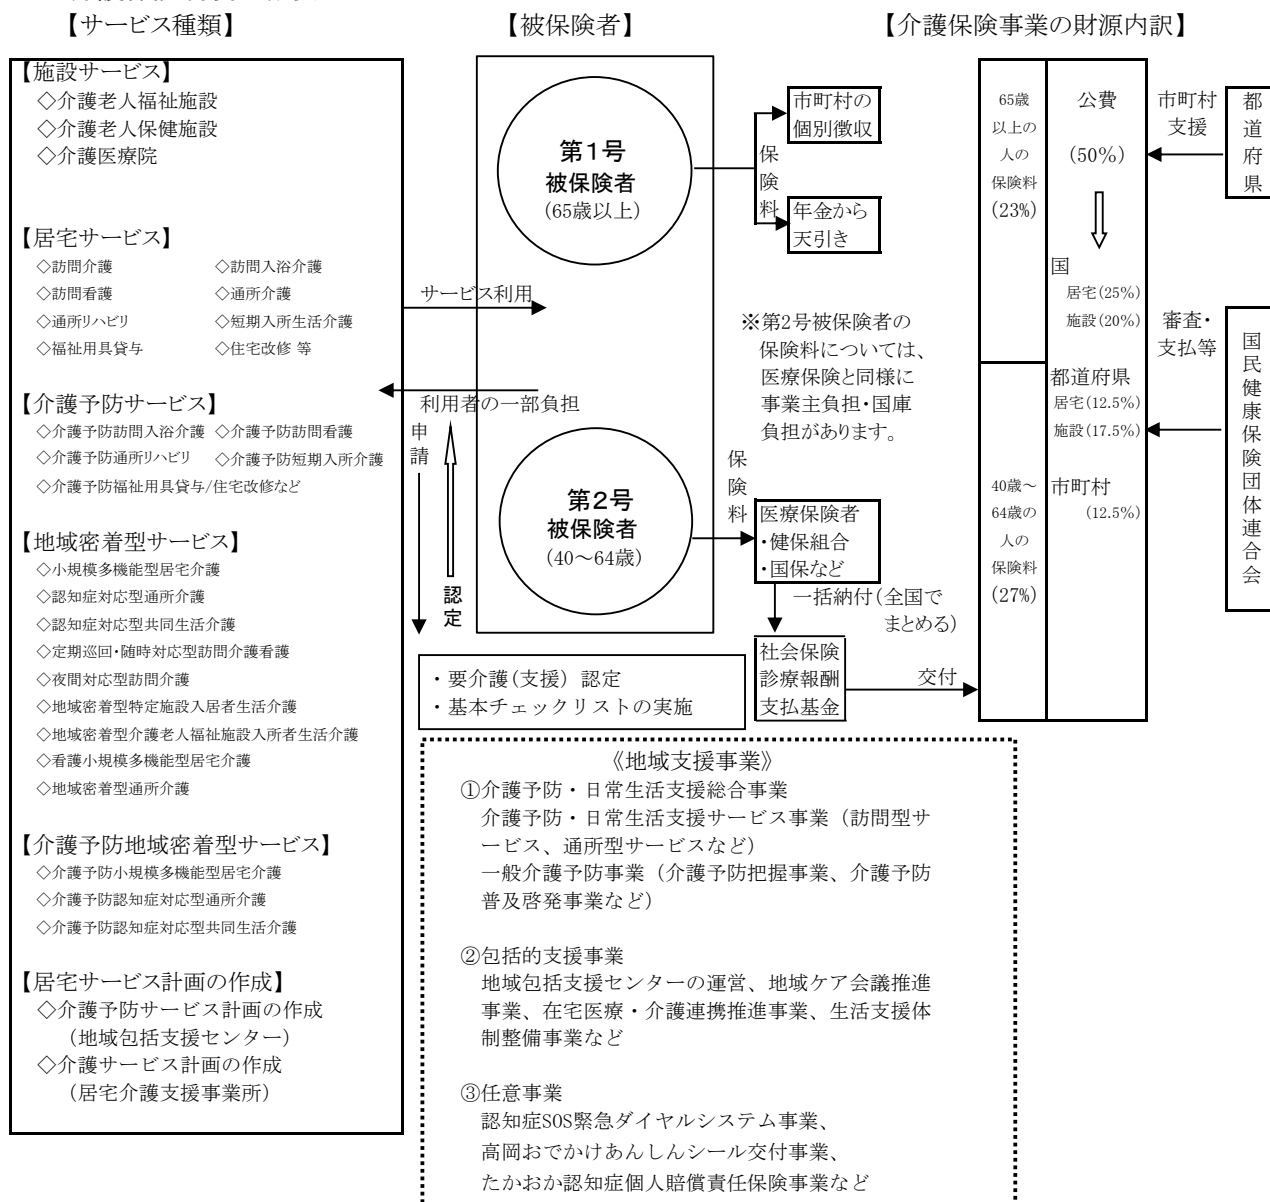 【サービス種類】
【施設サービス】
◇介護老人福祉施設
◇介護老人保健施設
◇介護医療院
【居宅サービス】
◇訪問介護 ◇訪問入浴介護
◇訪問看護 ◇通所介護
◇通所リハビリ ◇短期入所生活介護
◇福祉用具貸与 ◇住宅改修 等
【介護予防サービス】
◇介護予防訪問入浴介護 ◇介護予防訪問看護
◇介護予防通所リハビリ ◇介護予防短期入所介護
◇介護予防福祉用具貸与/住宅改修など
【地域密着型サービス】
◇小規模多機能型居宅介護
◇認知症対応型通所介護
◇認知症対応型共同生活介護
◇定期巡回・随時対応型訪問介護看護
◇夜間対応型訪問介護
◇地域密着型特定施設入居者生活介護
◇地域密着型介護老人福祉施設入所者生活介護
◇看護小規模多機能型居宅介護
◇地域密着型通所介護
【介護予防地域密着型サービス】
◇介護予防小規模多機能型居宅介護
◇介護予防認知症対応型通所介護
◇介護予防認知症対応型共同生活介護
【居宅サービス計画の作成】
◇介護予防サービス計画の作成
(地域包括支援センター)
◇介護サービス計画の作成
(居宅介護支援事業所)
【被保険者】
第1号
被保険者
(65歳以上)
サービス利用
利用者の一部負担
申請
認定
第2号
被保険者
(40～64歳)
・要介護(支援) 認定
・基本チェックリストの実施
保険料
市町村の
個別徴収
年金から
天引き
※第2号被保険者の
保険料については、
医療保険と同様に
事業主負担・国庫
負担があります。
保険料
医療保険者
・健保組合
・国保など
一括納付(全国で
まとめる)
社会保険
診療報酬
支払基金
交付
【介護保険事業の財源内訳】
65歳
以上の
人の
保険料
(23%)
40歳～
64歳の
人の
保険料
(27%)
公費
(50%)
国
居宅(25%)
施設(20%)
都道府県
居宅(12.5%)
施設(17.5%)
市町村
(12.5%)
市町村
支援
都道府県
審査・
支払等
国民健康保険団体連合会
《地域支援事業》
①介護予防・日常生活支援総合事業
介護予防・日常生活支援サービス事業（訪問型サ
ービス、通所型サービスなど）
一般介護予防事業（介護予防把握事業、介護予防
普及啓発事業など）
②包括的支援事業
地域包括支援センターの運営、地域ケア会議推進
事業、在宅医療・介護連携推進事業、生活支援体
制整備事業など
③任意事業
認知症SOS緊急ダイヤルシステム事業、
高岡おでかけあんしんシール交付事業、
たかおか認知症個人賠償責任保険事業など